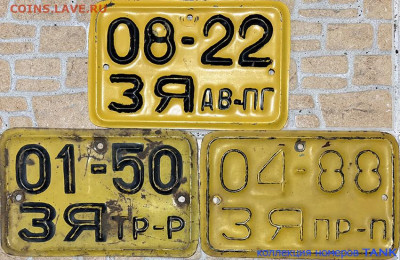 COINS.LAVE.RU
08-22
ЗЯ АВ-ПГ
01-50
ЗЯ ТР-Р
04-88
ЗЯ ПР-П
коллекция номеров TANK